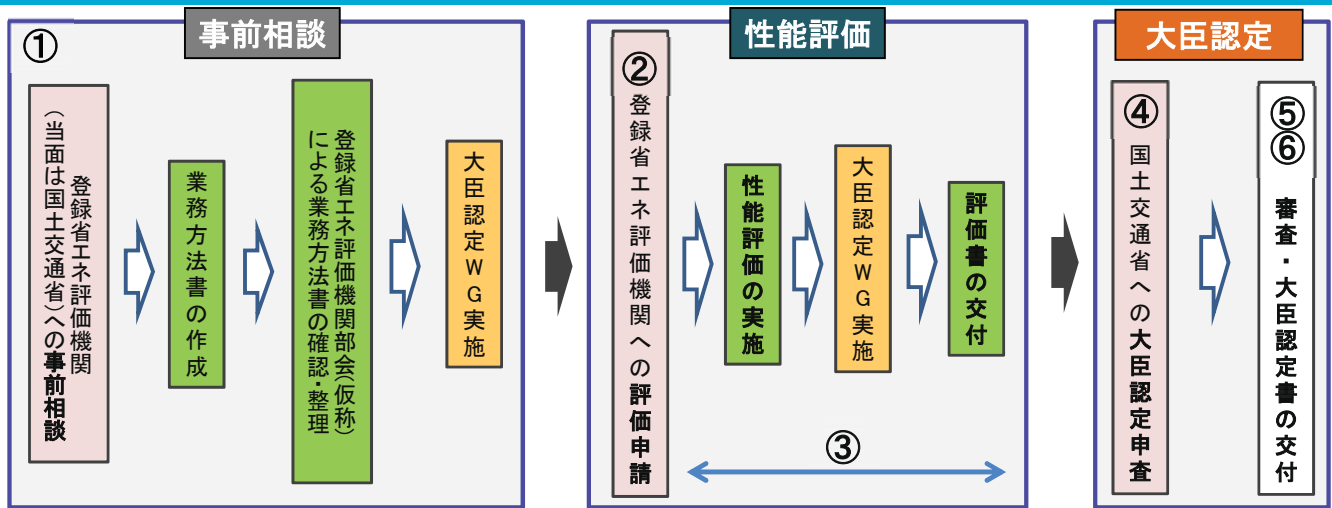 事前相談
①
登録省エネ評価機関
(当面は国土交通省)への事前相談
業務方法書の作成
登録省エネ評価機関部会(仮称)
による業務方法書の確認・整理
大臣認定WG実施
性能評価
②登録省エネ評価機関への評価申請
性能評価の実施
大臣認定WG実施
評価書の交付
③
大臣認定
④国土交通省への大臣認定申査
⑤
⑥
審査・大臣認定書の交付